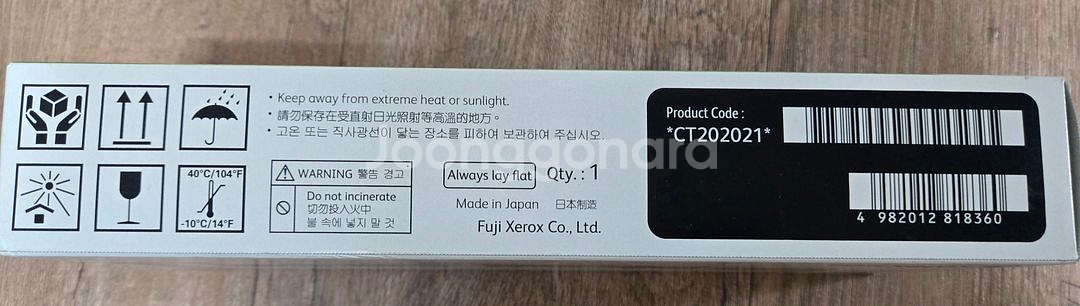 • Keep away from extreme heat or sunlight.
• 請勿保存在受直射日光照射等高溫的地方。
• 고온 또는 직사광선이 닿는 장소를 피하여 보관하여 주십시오.
40°C/104°F
-10°C/14°F
WARNING 警告 경고
Do not incinerate
切勿投入火中
불 속에 넣지 말 것
Always lay flat
Qty. : 1
Made in Japan 日本制造
Fuji Xerox Co., Ltd.
Product Code :
*CT202021*
4 982012 818360
Joonggonara